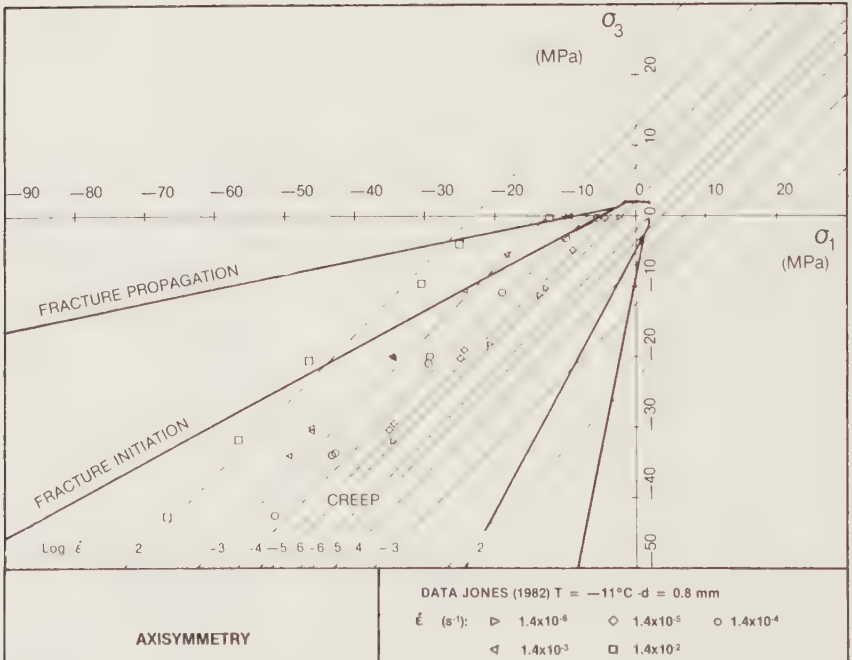 σ3
(MPa)
20
10
−90 −80 −70 −60 −50 −40 −30 −20 −10 0 10 20
0
σ1
(MPa)
−10
−20
−30
−40
−50
FRACTURE PROPAGATION
FRACTURE INITIATION
CREEP
Log ε̇ 2 -3 -4 -5 6 -6 5 4 -3 2
DATA JONES (1982) T = −11°C -d = 0.8 mm
ε̇ (s⁻¹): ▷ 1.4x10⁻⁶ ◇ 1.4x10⁻⁵ ○ 1.4x10⁻⁴
◁ 1.4x10⁻³ □ 1.4x10⁻²
AXISYMMETRY